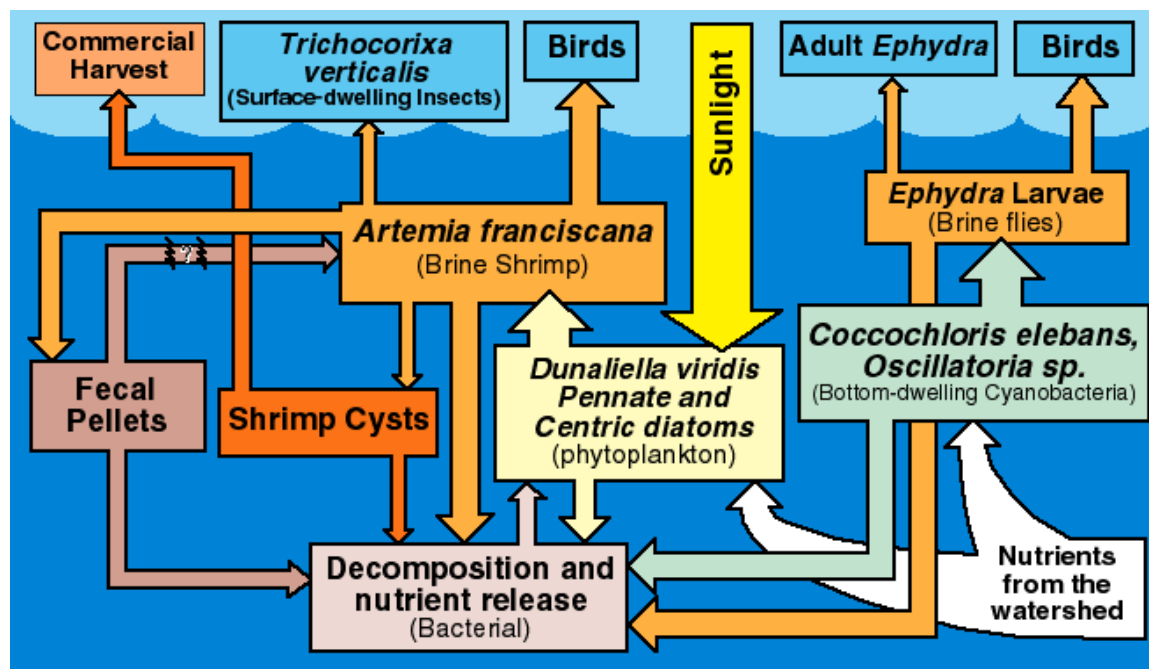 Commercial
Harvest
Trichocorixa
verticalis
(Surface-dwelling Insects)
Birds
Sunlight
Adult Ephydra
Birds
Ephydra Larvae
(Brine flies)
Artemia franciscana
(Brine Shrimp)
?
Coccochloris elebans,
Oscillatoria sp.
(Bottom-dwelling Cyanobacteria)
Dunaliella viridis
Pennate and
Centric diatoms
(phytoplankton)
Fecal
Pellets
Shrimp Cysts
Decomposition and
nutrient release
(Bacterial)
Nutrients
from the
watershed